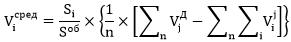 V_i^сред = S_i / S^об × {1/n × [∑_n V_j^Д − ∑_n ∑_i V_i^j]}